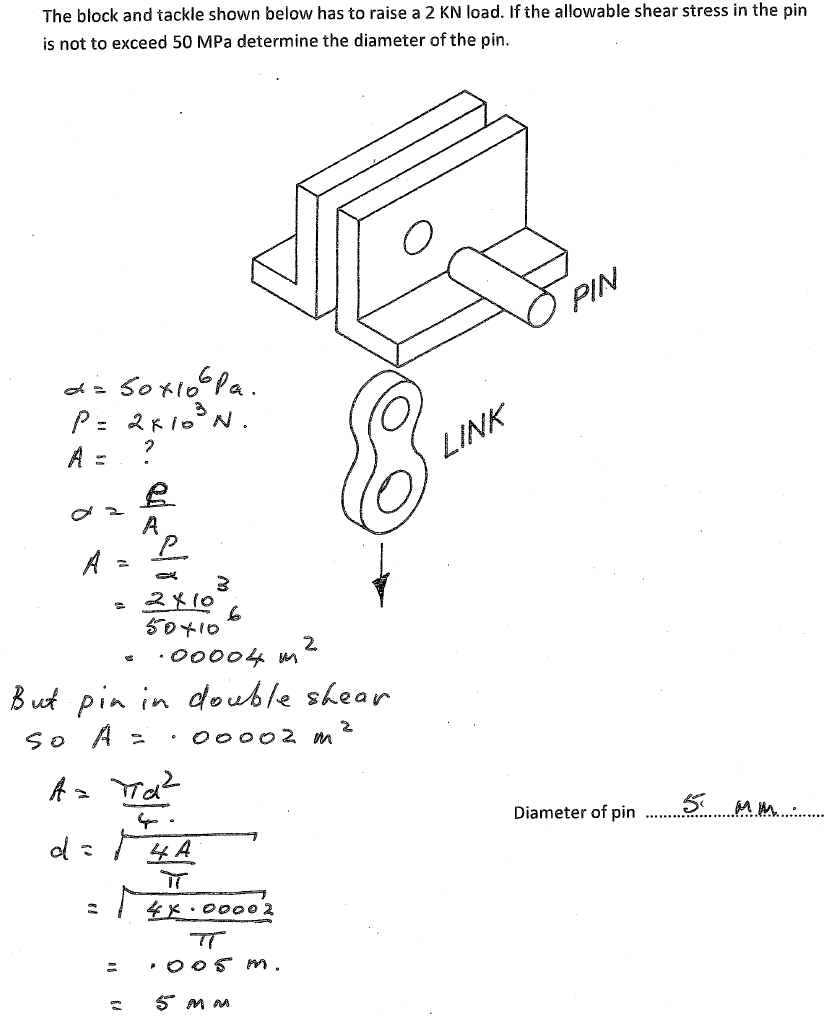 The block and tackle shown below has to raise a 2 KN load. If the allowable shear stress in the pin
is not to exceed 50 MPa determine the diameter of the pin.
PIN
LINK
α = 50×10⁶ Pa.
P = 2×10³ N.
A = ?
α = P/A
A = P/α
= 2×10³ / 50×10⁶
= .00004 m²
But pin in double shear
so A = .00002 m²
A = πd²/4.
d = √(4A/π)
= √(4×.00002/π)
= .005 m.
= 5 mm
Diameter of pin ........5........mm........